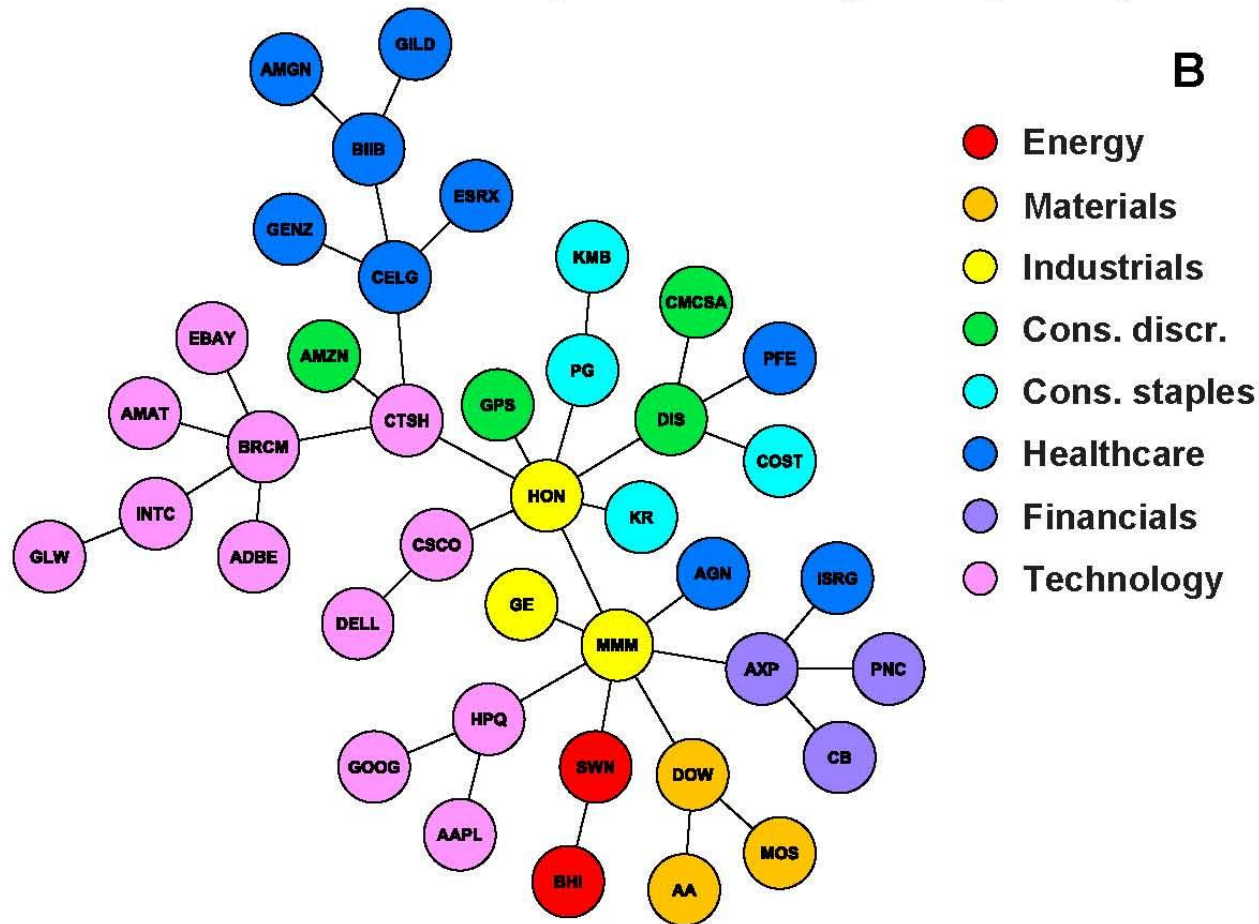 B
GILD
AMGN
BIIB
ESRX
GENZ
CELG
KMB
CMCSA
EBAY
AMZN
PFE
PG
GPS
AMAT
CTSH
DIS
BRCM
COST
HON
INTC
KR
CSCO
GLW
ADBE
AGN
ISRG
GE
DELL
MMM
AXP
PNC
HPQ
CB
GOOG
SWN
DOW
AAPL
MOS
BHI
AA
Energy
Materials
Industrials
Cons. discr.
Cons. staples
Healthcare
Financials
Technology